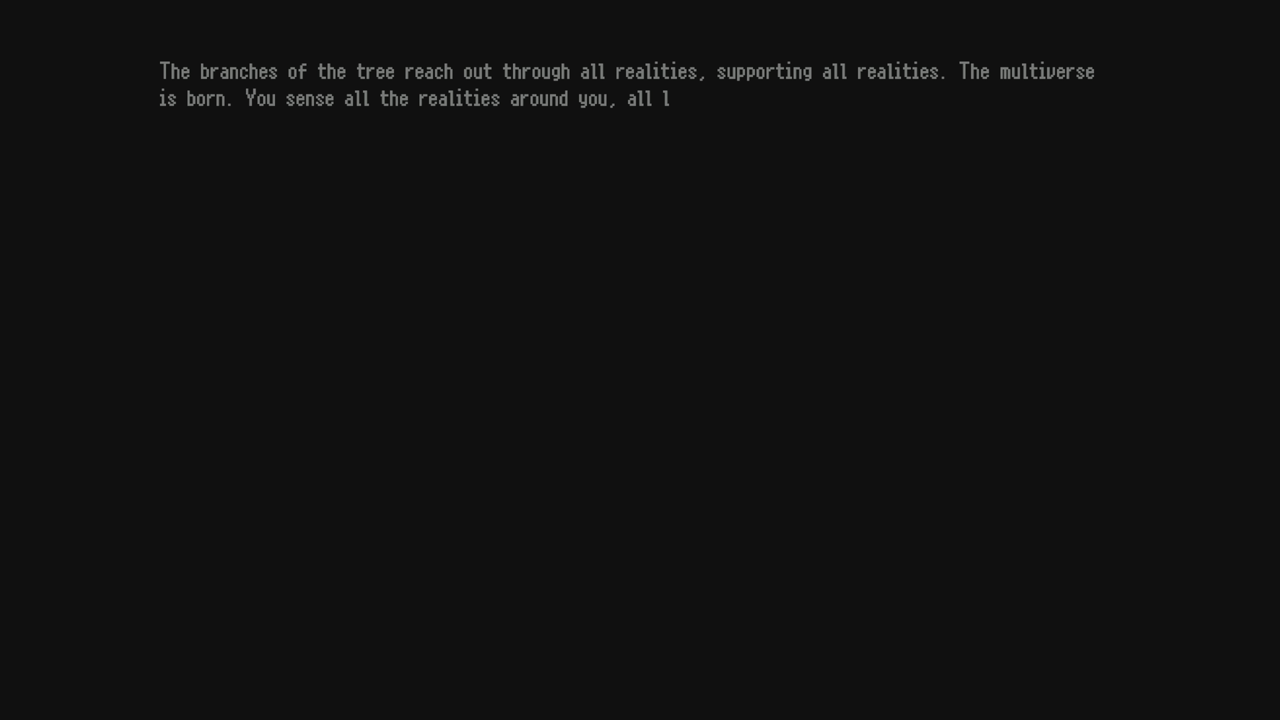 The branches of the tree reach out through all realities, supporting all realities. The multiverse
is born. You sense all the realities around you, all l